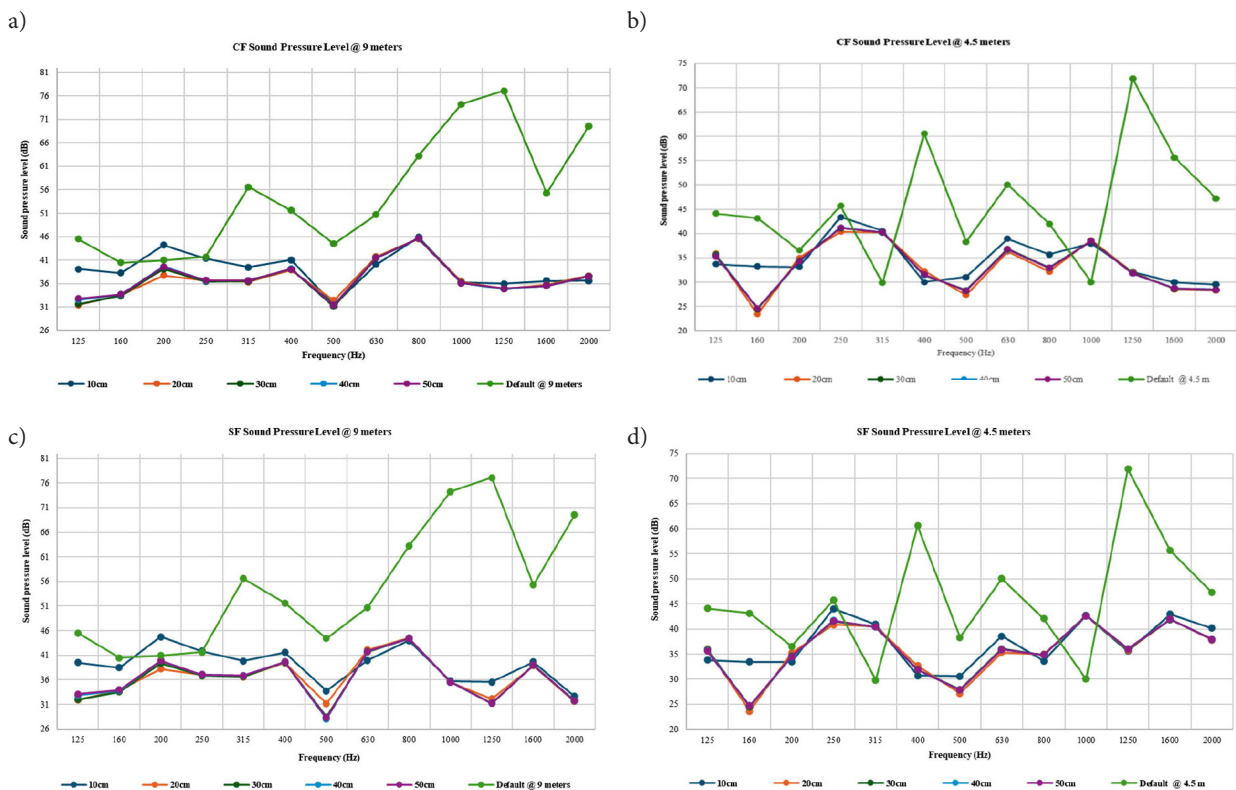 a)
CF Sound Pressure Level @ 9 meters
Sound pressure level (dB)
81
76
71
66
61
56
51
46
41
36
31
26
125 160 200 250 315 400 500 630 800 1000 1250 1600 2000
Frequency (Hz)
10cm 20cm 30cm 40cm 50cm Default @ 9 meters
b)
CF Sound Pressure Level @ 4.5 meters
Sound pressure level (dB)
75
70
65
60
55
50
45
40
35
30
25
20
125 160 200 250 315 400 500 630 800 1000 1250 1600 2000
Frequency (Hz)
10cm 20cm 30cm 40cm 50cm Default @ 4.5 m
c)
SF Sound Pressure Level @ 9 meters
Sound pressure level (dB)
81
76
71
66
61
56
51
46
41
36
31
26
125 160 200 250 315 400 500 630 800 1000 1250 1600 2000
Frequency (Hz)
10cm 20cm 30cm 40cm 50cm Default @ 9 meters
d)
SF Sound Pressure Level @ 4.5 meters
Sound pressure level (dB)
75
70
65
60
55
50
45
40
35
30
25
20
125 160 200 250 315 400 500 630 800 1000 1250 1600 2000
Frequency (Hz)
10cm 20cm 30cm 40cm 50cm Default @ 4.5 m